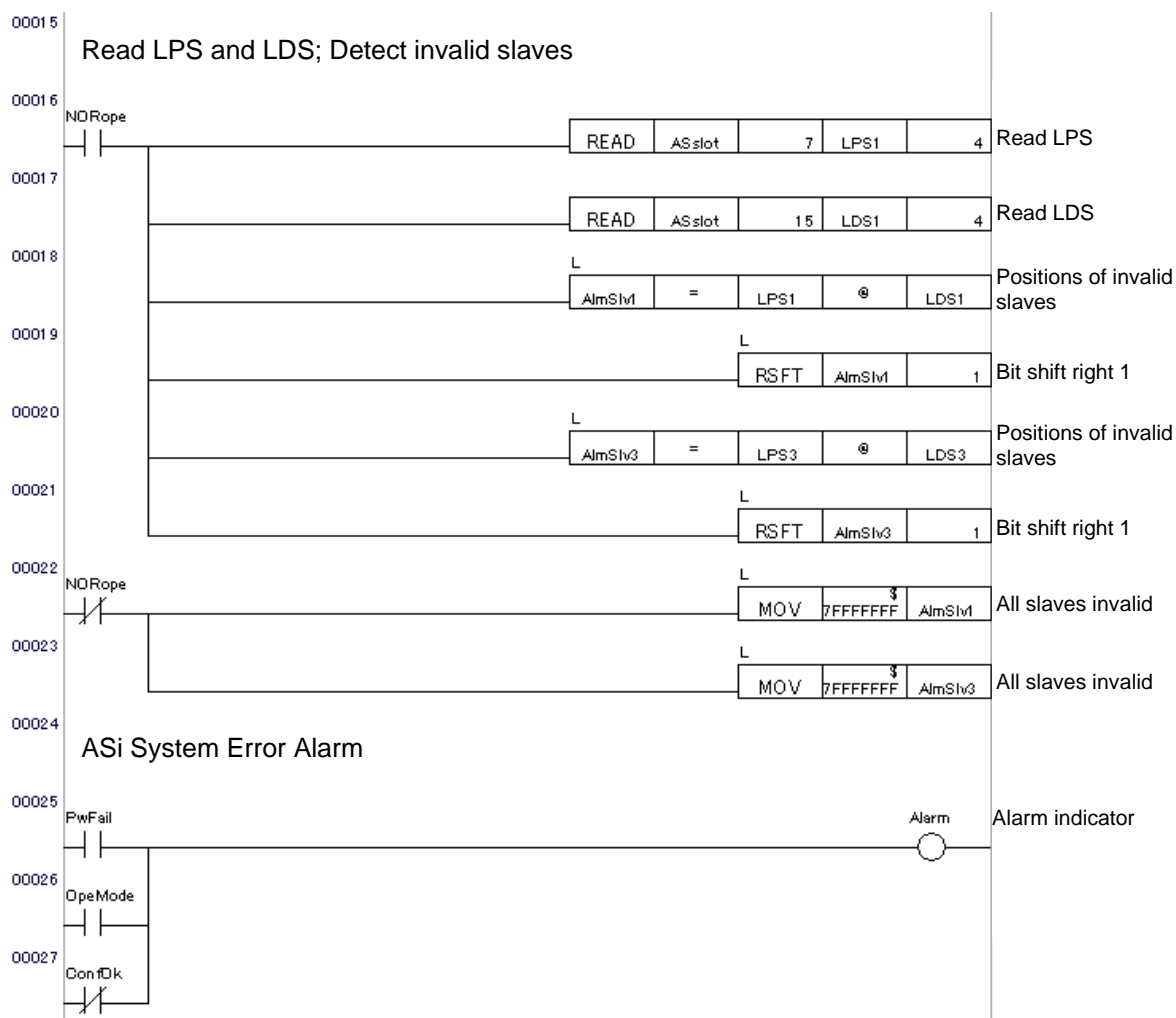 00015
Read LPS and LDS; Detect invalid slaves
00016
NORope
READ ASslot 7 LPS1 4 Read LPS
00017
READ ASslot 15 LDS1 4 Read LDS
00018
L
AlmSlv1 = LPS1 @ LDS1 Positions of invalid
slaves
00019
L
RSFT AlmSlv1 1 Bit shift right 1
00020
L
AlmSlv3 = LPS3 @ LDS3 Positions of invalid
slaves
00021
L
RSFT AlmSlv3 1 Bit shift right 1
00022
NORope
L
MOV $ 7FFFFFFF AlmSlv1 All slaves invalid
00023
L
MOV $ 7FFFFFFF AlmSlv3 All slaves invalid
00024
ASi System Error Alarm
00025
PwFail Alarm Alarm indicator
00026
OpeMode
00027
ConfOk